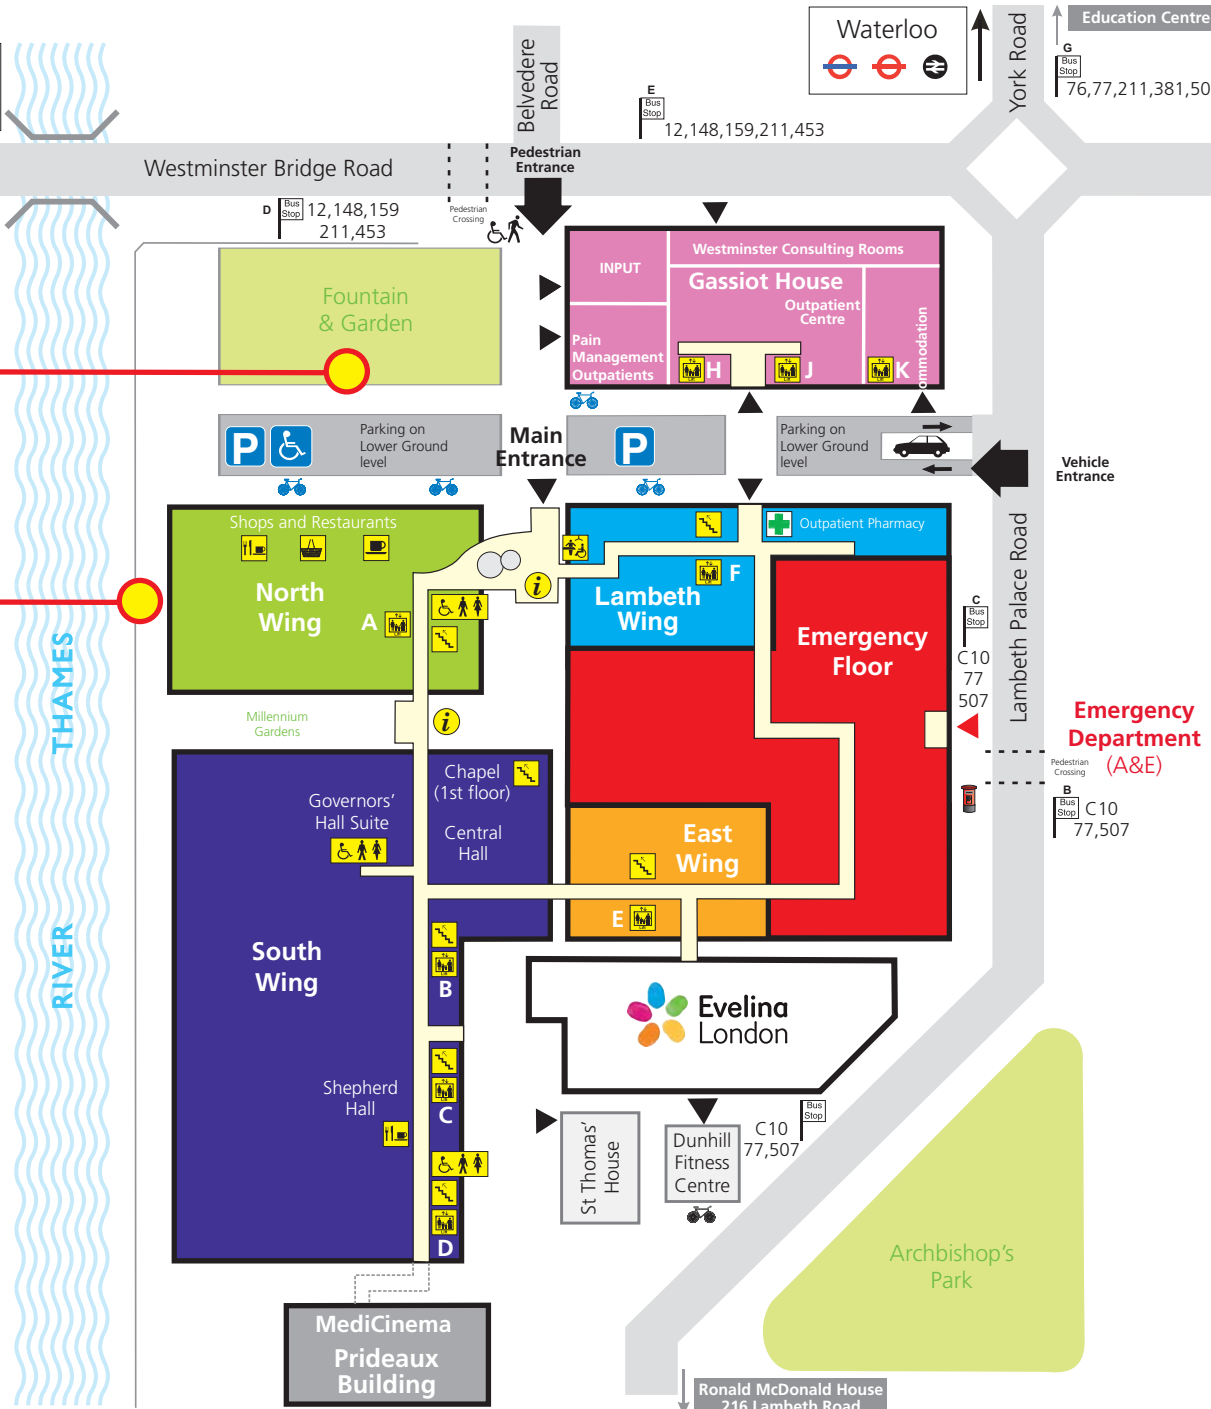 Waterloo
York Road
Education Centre
G
Bus
Stop
76,77,211,381,50
Belvedere
Road
E
Bus
Stop
12,148,159,211,453
Westminster Bridge Road
Pedestrian
Entrance
D
Bus
Stop
12,148,159
211,453
Pedestrian
Crossing
Fountain
& Garden
INPUT
Westminster Consulting Rooms
Gassiot House
Outpatient
Centre
Pain
Management
Outpatients
H
J
K
ommodation
P
Parking on
Lower Ground
level
Main
Entrance
P
Parking on
Lower Ground
level
Vehicle
Entrance
Shops and Restaurants
North
Wing
A
i
Outpatient Pharmacy
F
Lambeth
Wing
Emergency
Floor
Lambeth Palace Road
C
Bus
Stop
C10
77
507
Emergency
Department
(A&E)
Pedestrian
Crossing
B
Bus
Stop
C10
77,507
RIVER THAMES
Millennium
Gardens
i
Chapel
(1st floor)
Governors'
Hall Suite
Central
Hall
East
Wing
E
South
Wing
B
Evelina
London
Shepherd
Hall
C
D
St Thomas'
House
Dunhill
Fitness
Centre
Bus
Stop
C10
77,507
Archbishop's
Park
MediCinema
Prideaux
Building
Ronald McDonald House
216 Lambeth Road